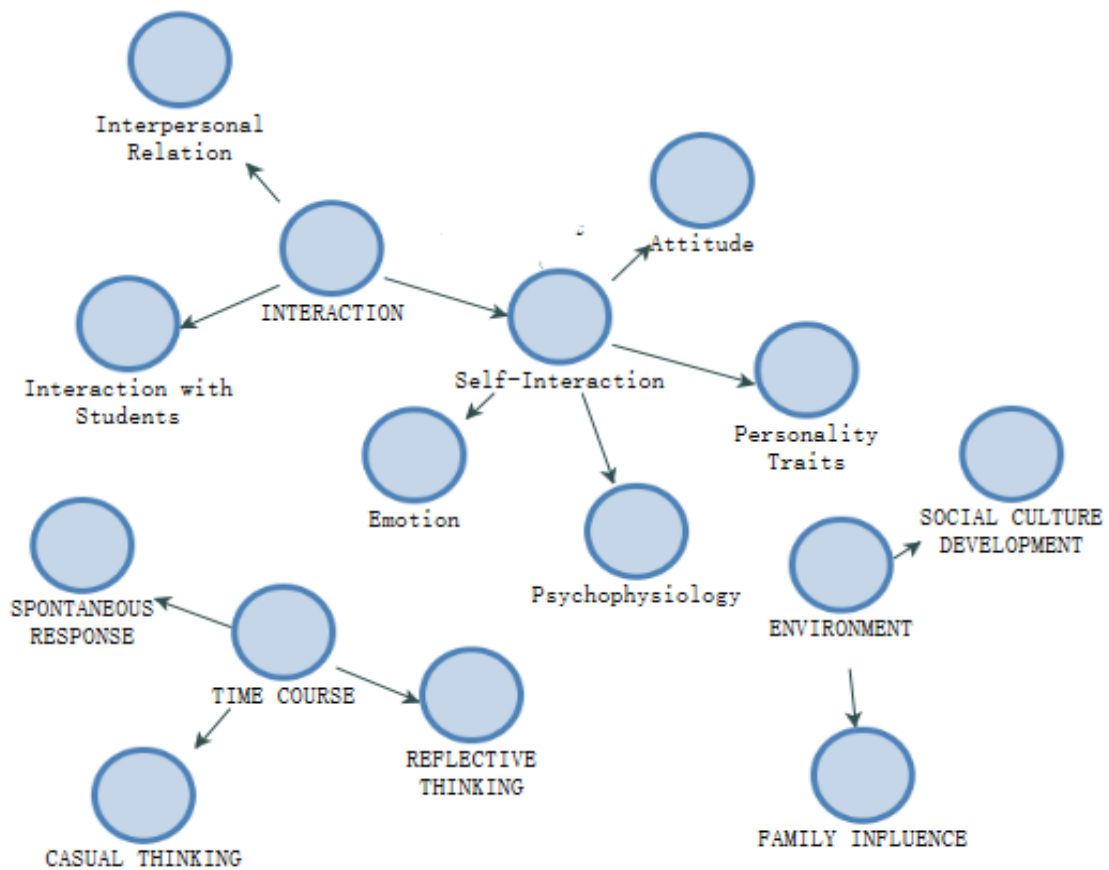 Interpersonal
Relation
Attitude
INTERACTION
Interaction with
Students
Self-Interaction
Personality
Traits
Emotion
SOCIAL CULTURE
DEVELOPMENT
Psychophysiology
SPONTANEOUS
RESPONSE
ENVIRONMENT
TIME COURSE
REFLECTIVE
THINKING
FAMILY INFLUENCE
CASUAL THINKING